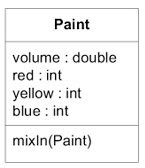 Paint
volume : double
red : int
yellow : int
blue : int
mixIn(Paint)